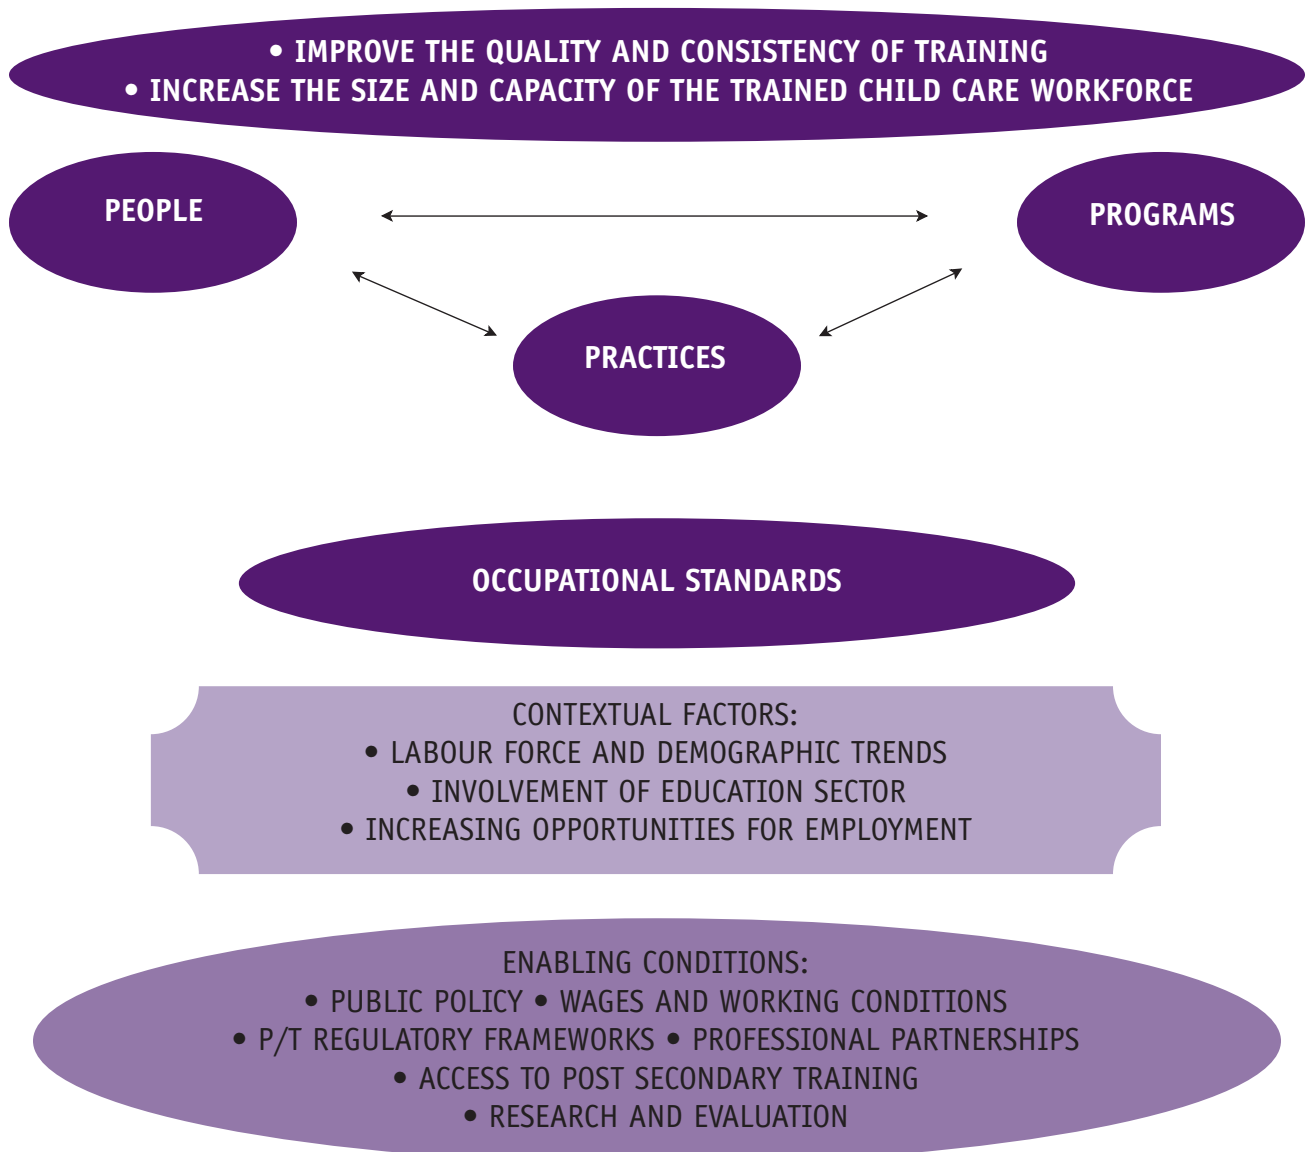 • IMPROVE THE QUALITY AND CONSISTENCY OF TRAINING
• INCREASE THE SIZE AND CAPACITY OF THE TRAINED CHILD CARE WORKFORCE
PEOPLE
PROGRAMS
PRACTICES
OCCUPATIONAL STANDARDS
CONTEXTUAL FACTORS:
• LABOUR FORCE AND DEMOGRAPHIC TRENDS
• INVOLVEMENT OF EDUCATION SECTOR
• INCREASING OPPORTUNITIES FOR EMPLOYMENT
ENABLING CONDITIONS:
• PUBLIC POLICY • WAGES AND WORKING CONDITIONS
• P/T REGULATORY FRAMEWORKS • PROFESSIONAL PARTNERSHIPS
• ACCESS TO POST SECONDARY TRAINING
• RESEARCH AND EVALUATION